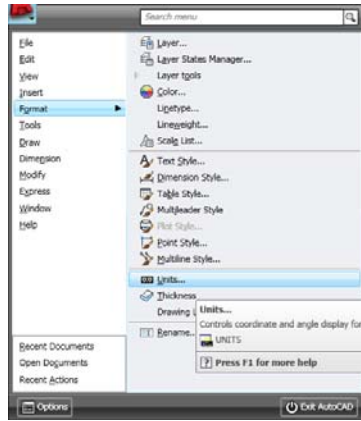 Search menu
File
Edit
View
Insert
Format
Tools
Draw
Dimension
Modify
Express
Window
Help
Recent Documents
Open Documents
Recent Actions
Layer...
Layer States Manager...
Layer tools
Color...
Linetype...
Lineweight...
Scale List...
Text Style...
Dimension Style...
Table Style...
Multileader Style
Plot Style...
Point Style...
Multiline Style...
Units...
Thickness
Drawing
Rename...
Units...
Controls coordinate and angle display for
UNITS
Press F1 for more help
Options
Exit AutoCAD